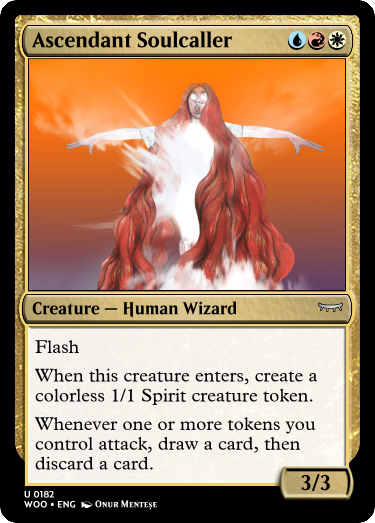 Ascendant Soulcaller
Creature — Human Wizard
Flash
When this creature enters, create a
colorless 1/1 Spirit creature token.
Whenever one or more tokens you
control attack, draw a card, then
discard a card.
3/3
U 0182
WOO • ENG Onur Menteşe